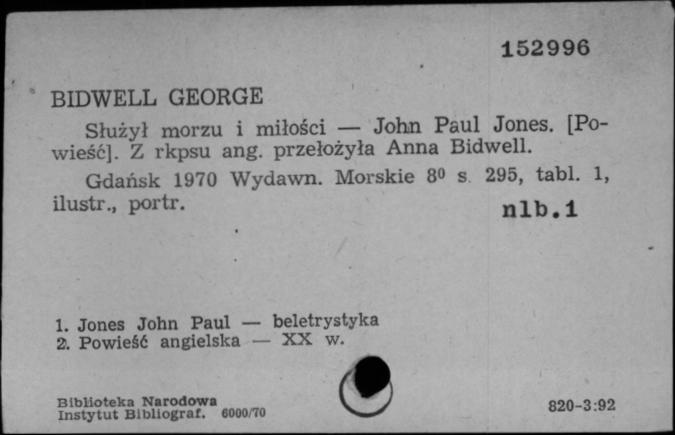 152996
BIDWELL GEORGE
Służył morzu i miłości — John Paul Jones. [Po-
wieść]. Z rkpsu ang. przełożyła Anna Bidwell.
Gdańsk 1970 Wydawn. Morskie 8⁰ s. 295, tabl. 1,
ilustr., portr.
nlb.1
1. Jones John Paul — beletrystyka
2. Powieść angielska — XX w.
Biblioteka Narodowa
Instytut Bibliograf. 6000/70
820-3:92